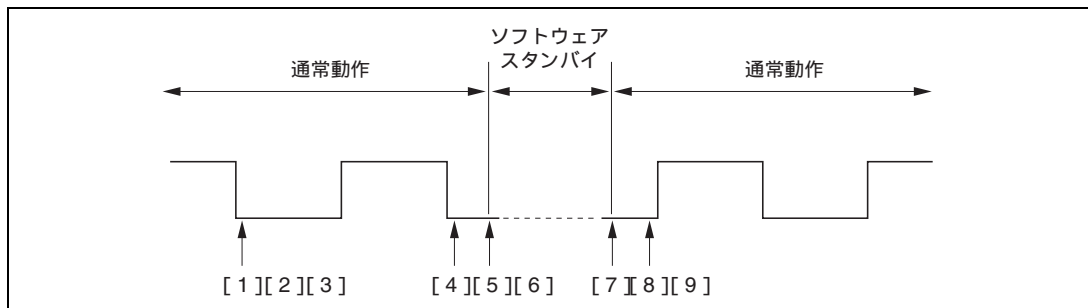 ソフトウェア
スタンバイ
通常動作
通常動作
[ 1 ][ 2 ][ 3 ]
[ 4 ][ 5 ][ 6 ]
[ 7 ][ 8 ][ 9 ]